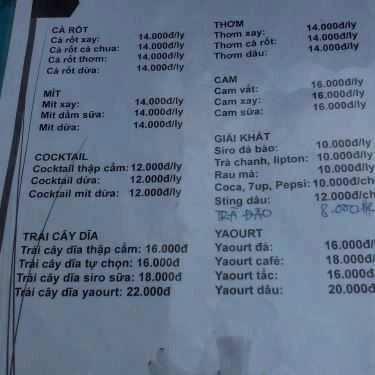 CÀ RỐT
Cà rốt xay: 14.000đ/ly
Cà rốt cà chua: 14.000đ/ly
Cà rốt thơm: 14.000đ/ly
Cà rốt dừa: 14.000đ/ly
MÍT
Mít xay: 14.000đ/ly
Mít dầm sữa: 14.000đ/ly
Mít dừa: 14.000đ/ly
COCKTAIL
Cocktail thập cẩm: 12.000đ/ly
Cocktail dừa: 12.000đ/ly
Cocktail mít dừa: 12.000đ/ly
TRÁI CÂY DĨA
Trái cây dĩa thập cẩm: 16.000đ
Trái cây dĩa tự chọn: 16.000đ
Trái cây dĩa siro sữa: 18.000đ
Trái cây dĩa yaourt: 22.000đ
THƠM
Thơm xay: 14.000đ/ly
Thơm cà rốt: 14.000đ/ly
Thơm dâu: 14.000đ/ly
CAM
Cam vắt: 16.000đ/ly
Cam xay: 16.000đ/ly
Cam sữa: 16.000đ/ly
GIẢI KHÁT
Siro đá bào: 10.000đ/ly
Trà chanh, lipton: 10.000đ/ly
Rau má: 10.000đ/ly
Coca, 7up, Pepsi: 10.000đ/ch
Sting dâu: 12.000đ/ch
TRÀ ĐÀO
YAOURT
Yaourt đá: 16.000đ/ly
Yaourt café: 18.000đ/ly
Yaourt tắc: 16.000đ/ly
Yaourt dâu: 20.000đ/ly